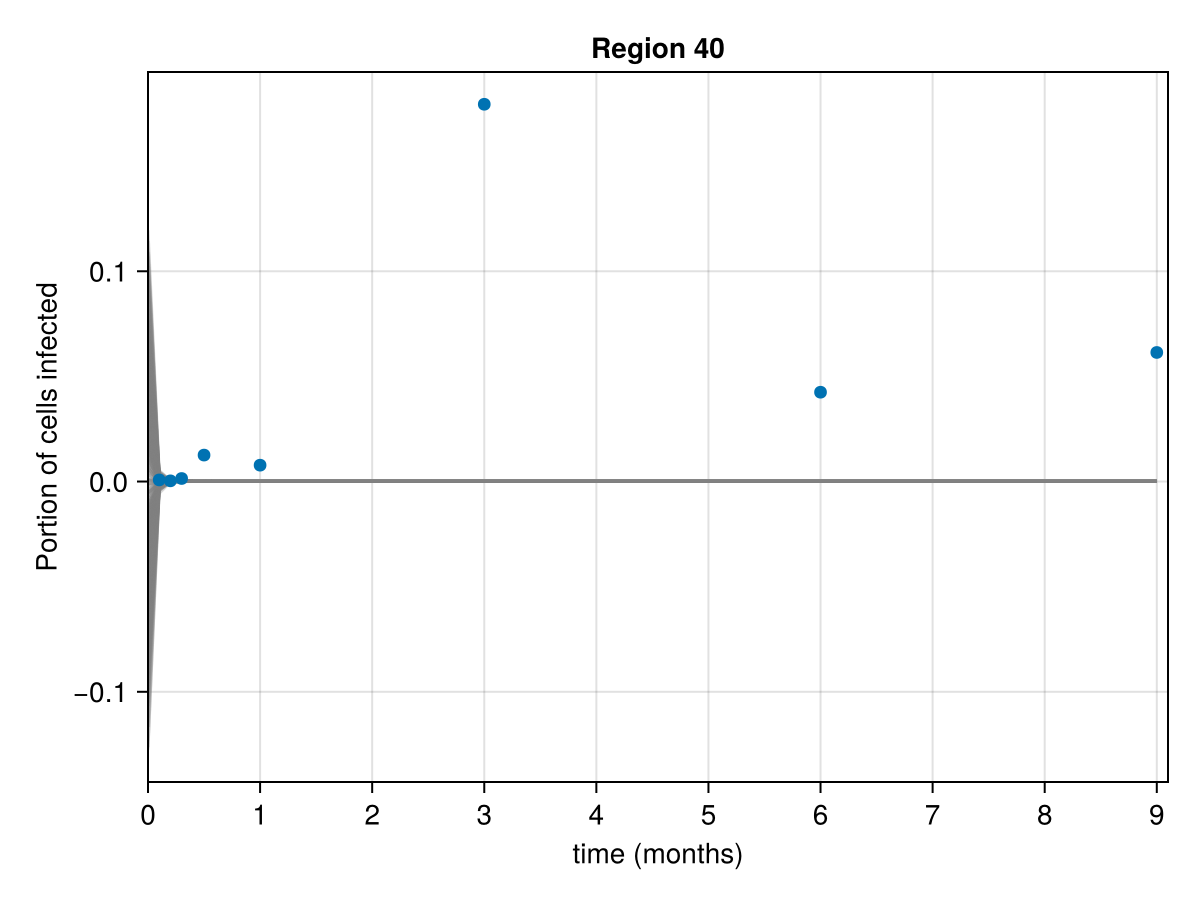 Region 40
Portion of cells infected
0.1
0.0
−0.1
0 1 2 3 4 5 6 7 8 9
time (months)